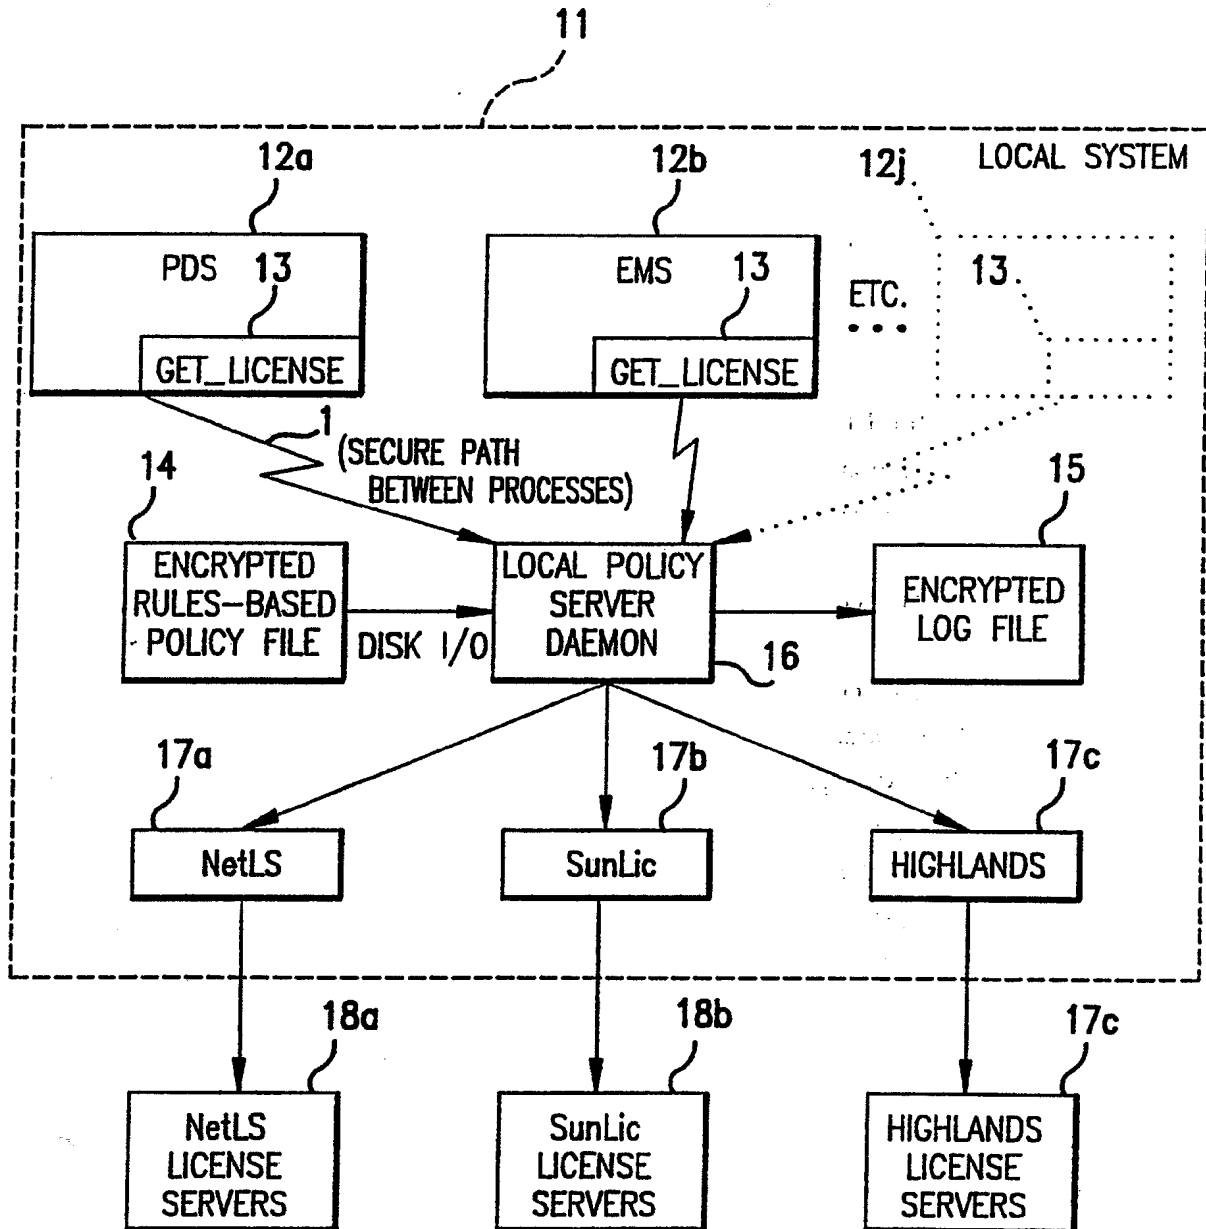 11
LOCAL SYSTEM
12a
12b
12j
PDS
13
EMS
13
ETC.
13
GET_LICENSE
GET_LICENSE
1
(SECURE PATH
BETWEEN PROCESSES)
14
15
ENCRYPTED
RULES-BASED
POLICY FILE
DISK I/O
LOCAL POLICY
SERVER
DAEMON
16
ENCRYPTED
LOG FILE
17a
17b
17c
NetLS
SunLic
HIGHLANDS
18a
18b
17c
NetLS
LICENSE
SERVERS
SunLic
LICENSE
SERVERS
HIGHLANDS
LICENSE
SERVERS